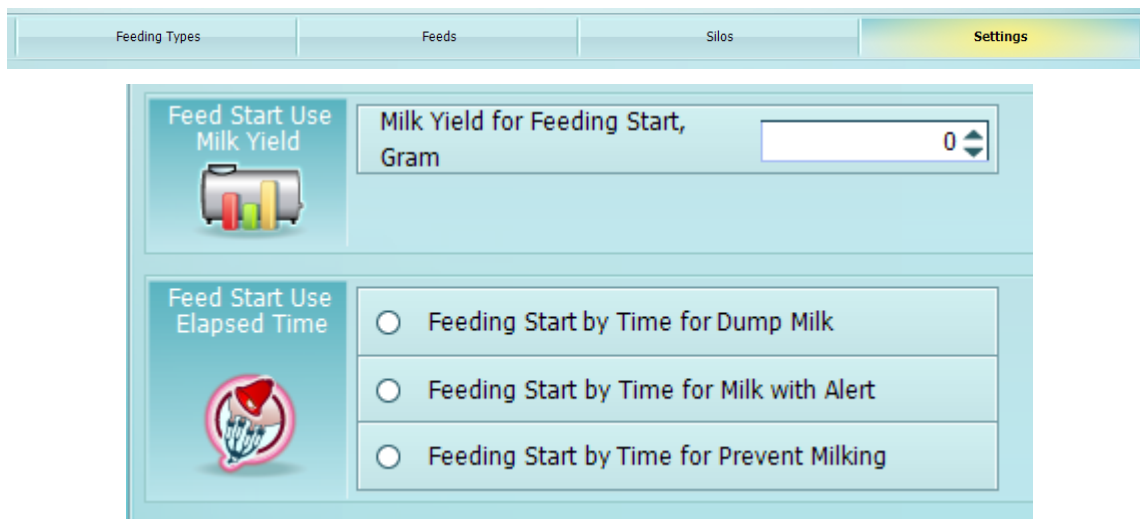 Feeding Types
Feeds
Silos
Settings
Feed Start Use
Milk Yield
Milk Yield for Feeding Start,
Gram
0
Feed Start Use
Elapsed Time
Feeding Start by Time for Dump Milk
Feeding Start by Time for Milk with Alert
Feeding Start by Time for Prevent Milking